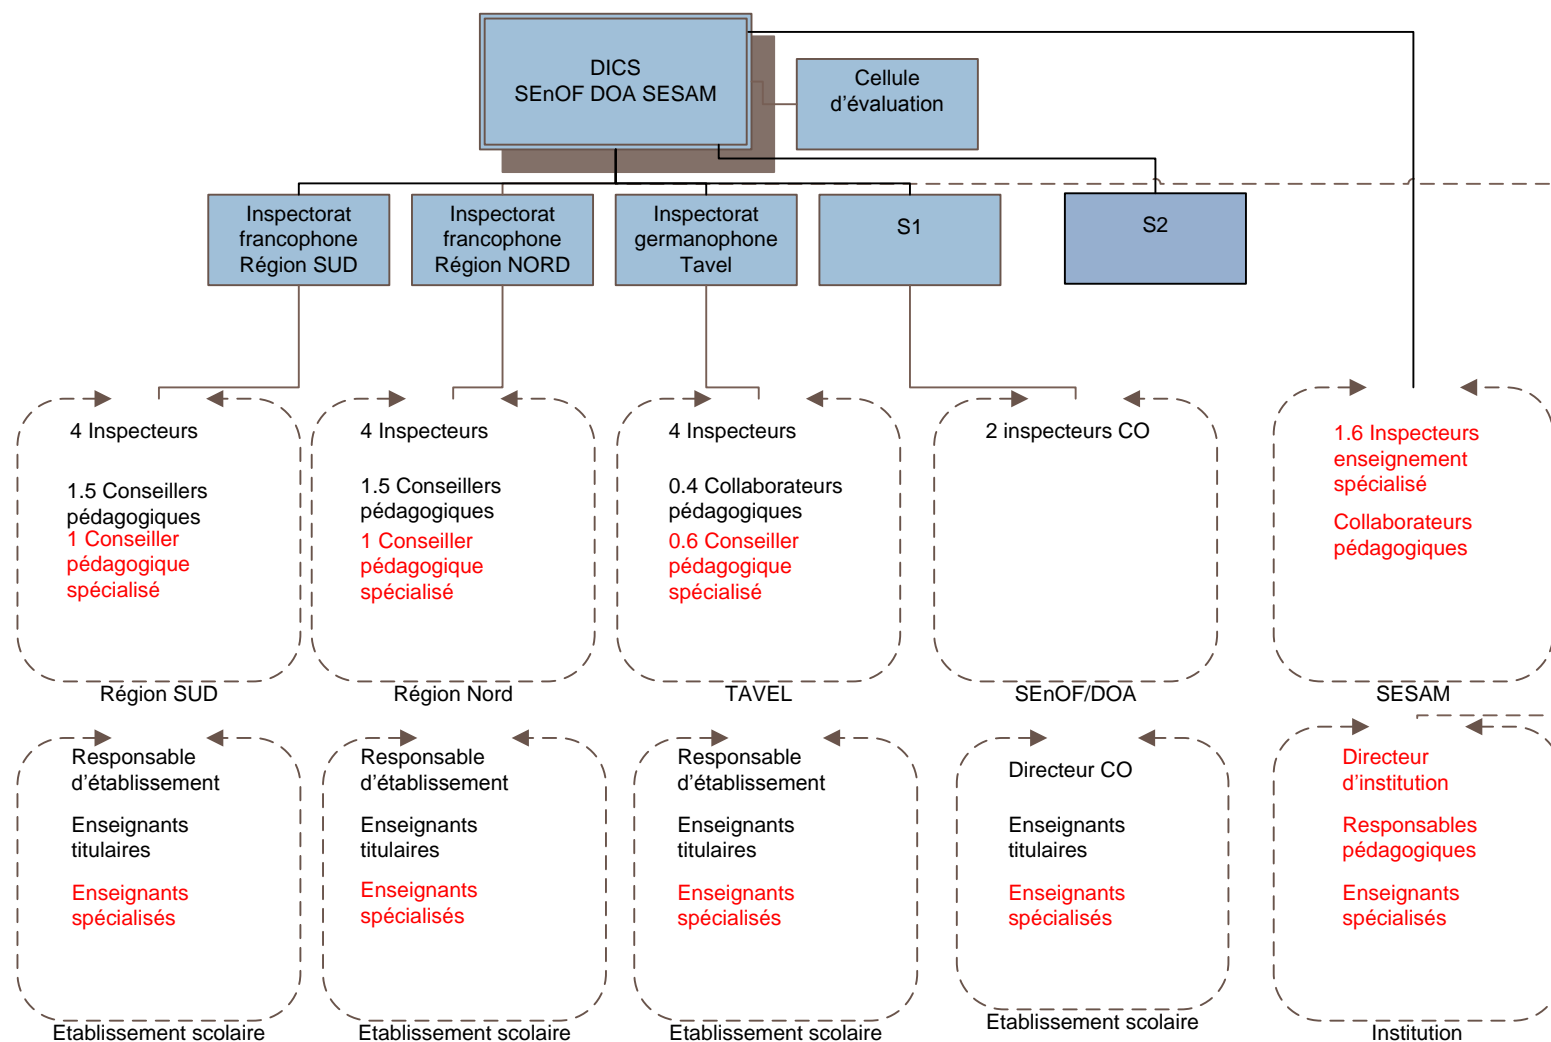 DICS
SEnOF DOA SESAM
Cellule
d'évaluation
Inspectorat
francophone
Région SUD
Inspectorat
francophone
Région NORD
Inspectorat
germanophone
Tavel
S1
S2
4 Inspecteurs
1.5 Conseillers
pédagogiques
1 Conseiller
pédagogique
spécialisé
Région SUD
4 Inspecteurs
1.5 Conseillers
pédagogiques
1 Conseiller
pédagogique
spécialisé
Région Nord
4 Inspecteurs
0.4 Collaborateurs
pédagogiques
0.6 Conseiller
pédagogique
spécialisé
TAVEL
2 inspecteurs CO
SEnOF/DOA
1.6 Inspecteurs
enseignement
spécialisé
Collaborateurs
pédagogiques
SESAM
Responsable
d'établissement
Enseignants
titulaires
Enseignants
spécialisés
Etablissement scolaire
Responsable
d'établissement
Enseignants
titulaires
Enseignants
spécialisés
Etablissement scolaire
Responsable
d'établissement
Enseignants
titulaires
Enseignants
spécialisés
Etablissement scolaire
Directeur CO
Enseignants
titulaires
Enseignants
spécialisés
Etablissement scolaire
Directeur
d'institution
Responsables
pédagogiques
Enseignants
spécialisés
Institution